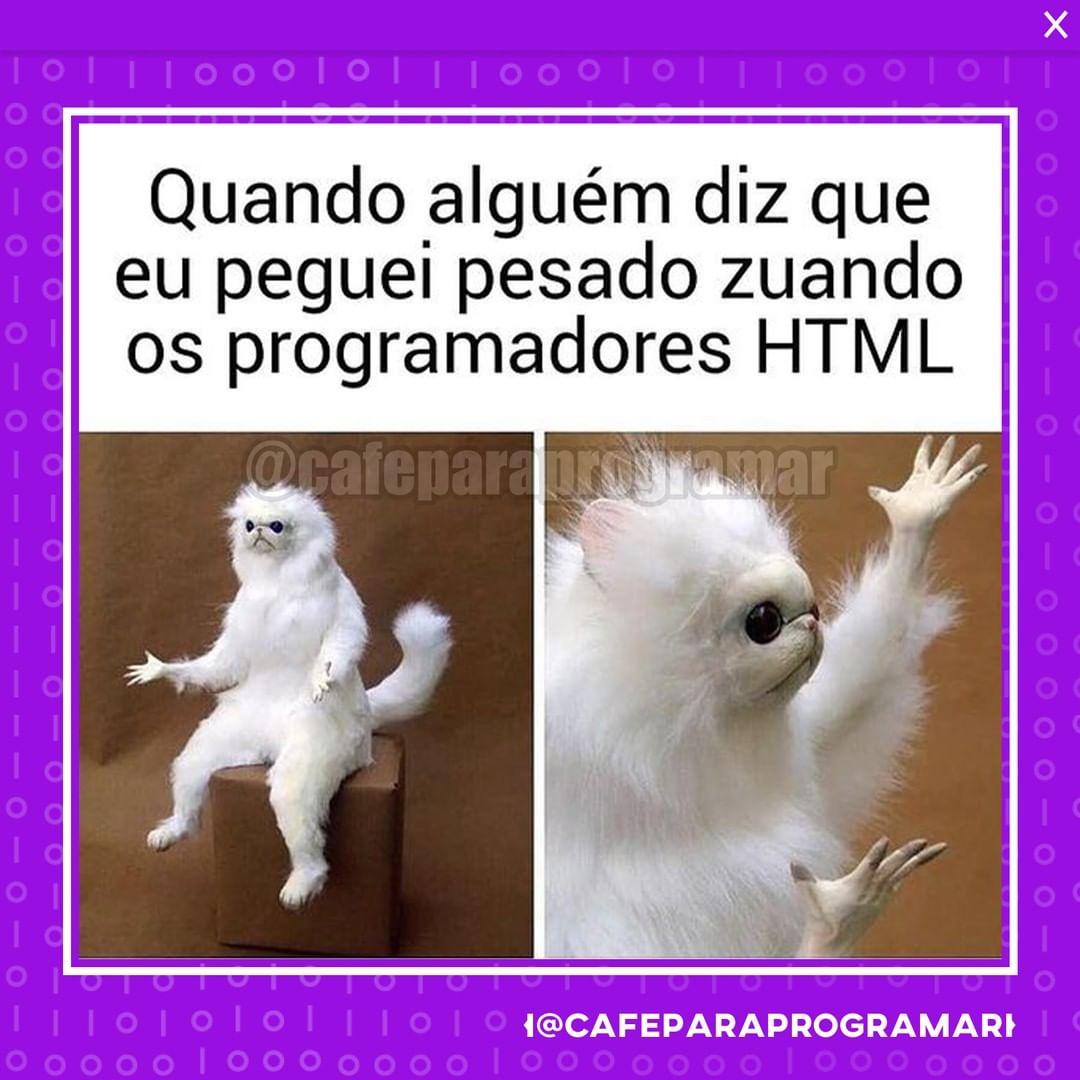 Quando alguém diz que
eu peguei pesado zuando
os programadores HTML
@cafeparaprogramar
@CAFEPARAPROGRAMAR